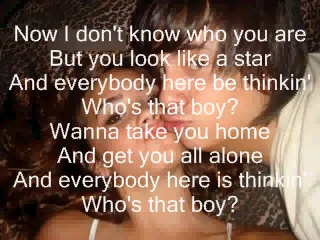 Now I don't know who you are
But you look like a star
And everybody here be thinkin'
Who's that boy?
Wanna take you home
And get you all alone
And everybody here is thinkin'
Who's that boy?